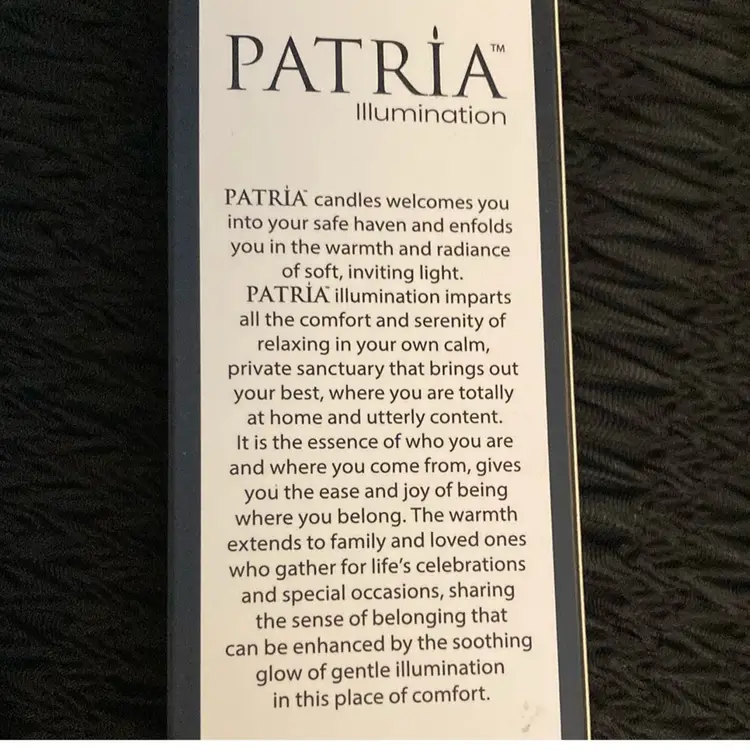 PATRİA™
Illumination
PATRİA™ candles welcomes you
into your safe haven and enfolds
you in the warmth and radiance
of soft, inviting light.
PATRİA™ illumination imparts
all the comfort and serenity of
relaxing in your own calm,
private sanctuary that brings out
your best, where you are totally
at home and utterly content.
It is the essence of who you are
and where you come from, gives
you the ease and joy of being
where you belong. The warmth
extends to family and loved ones
who gather for life’s celebrations
and special occasions, sharing
the sense of belonging that
can be enhanced by the soothing
glow of gentle illumination
in this place of comfort.